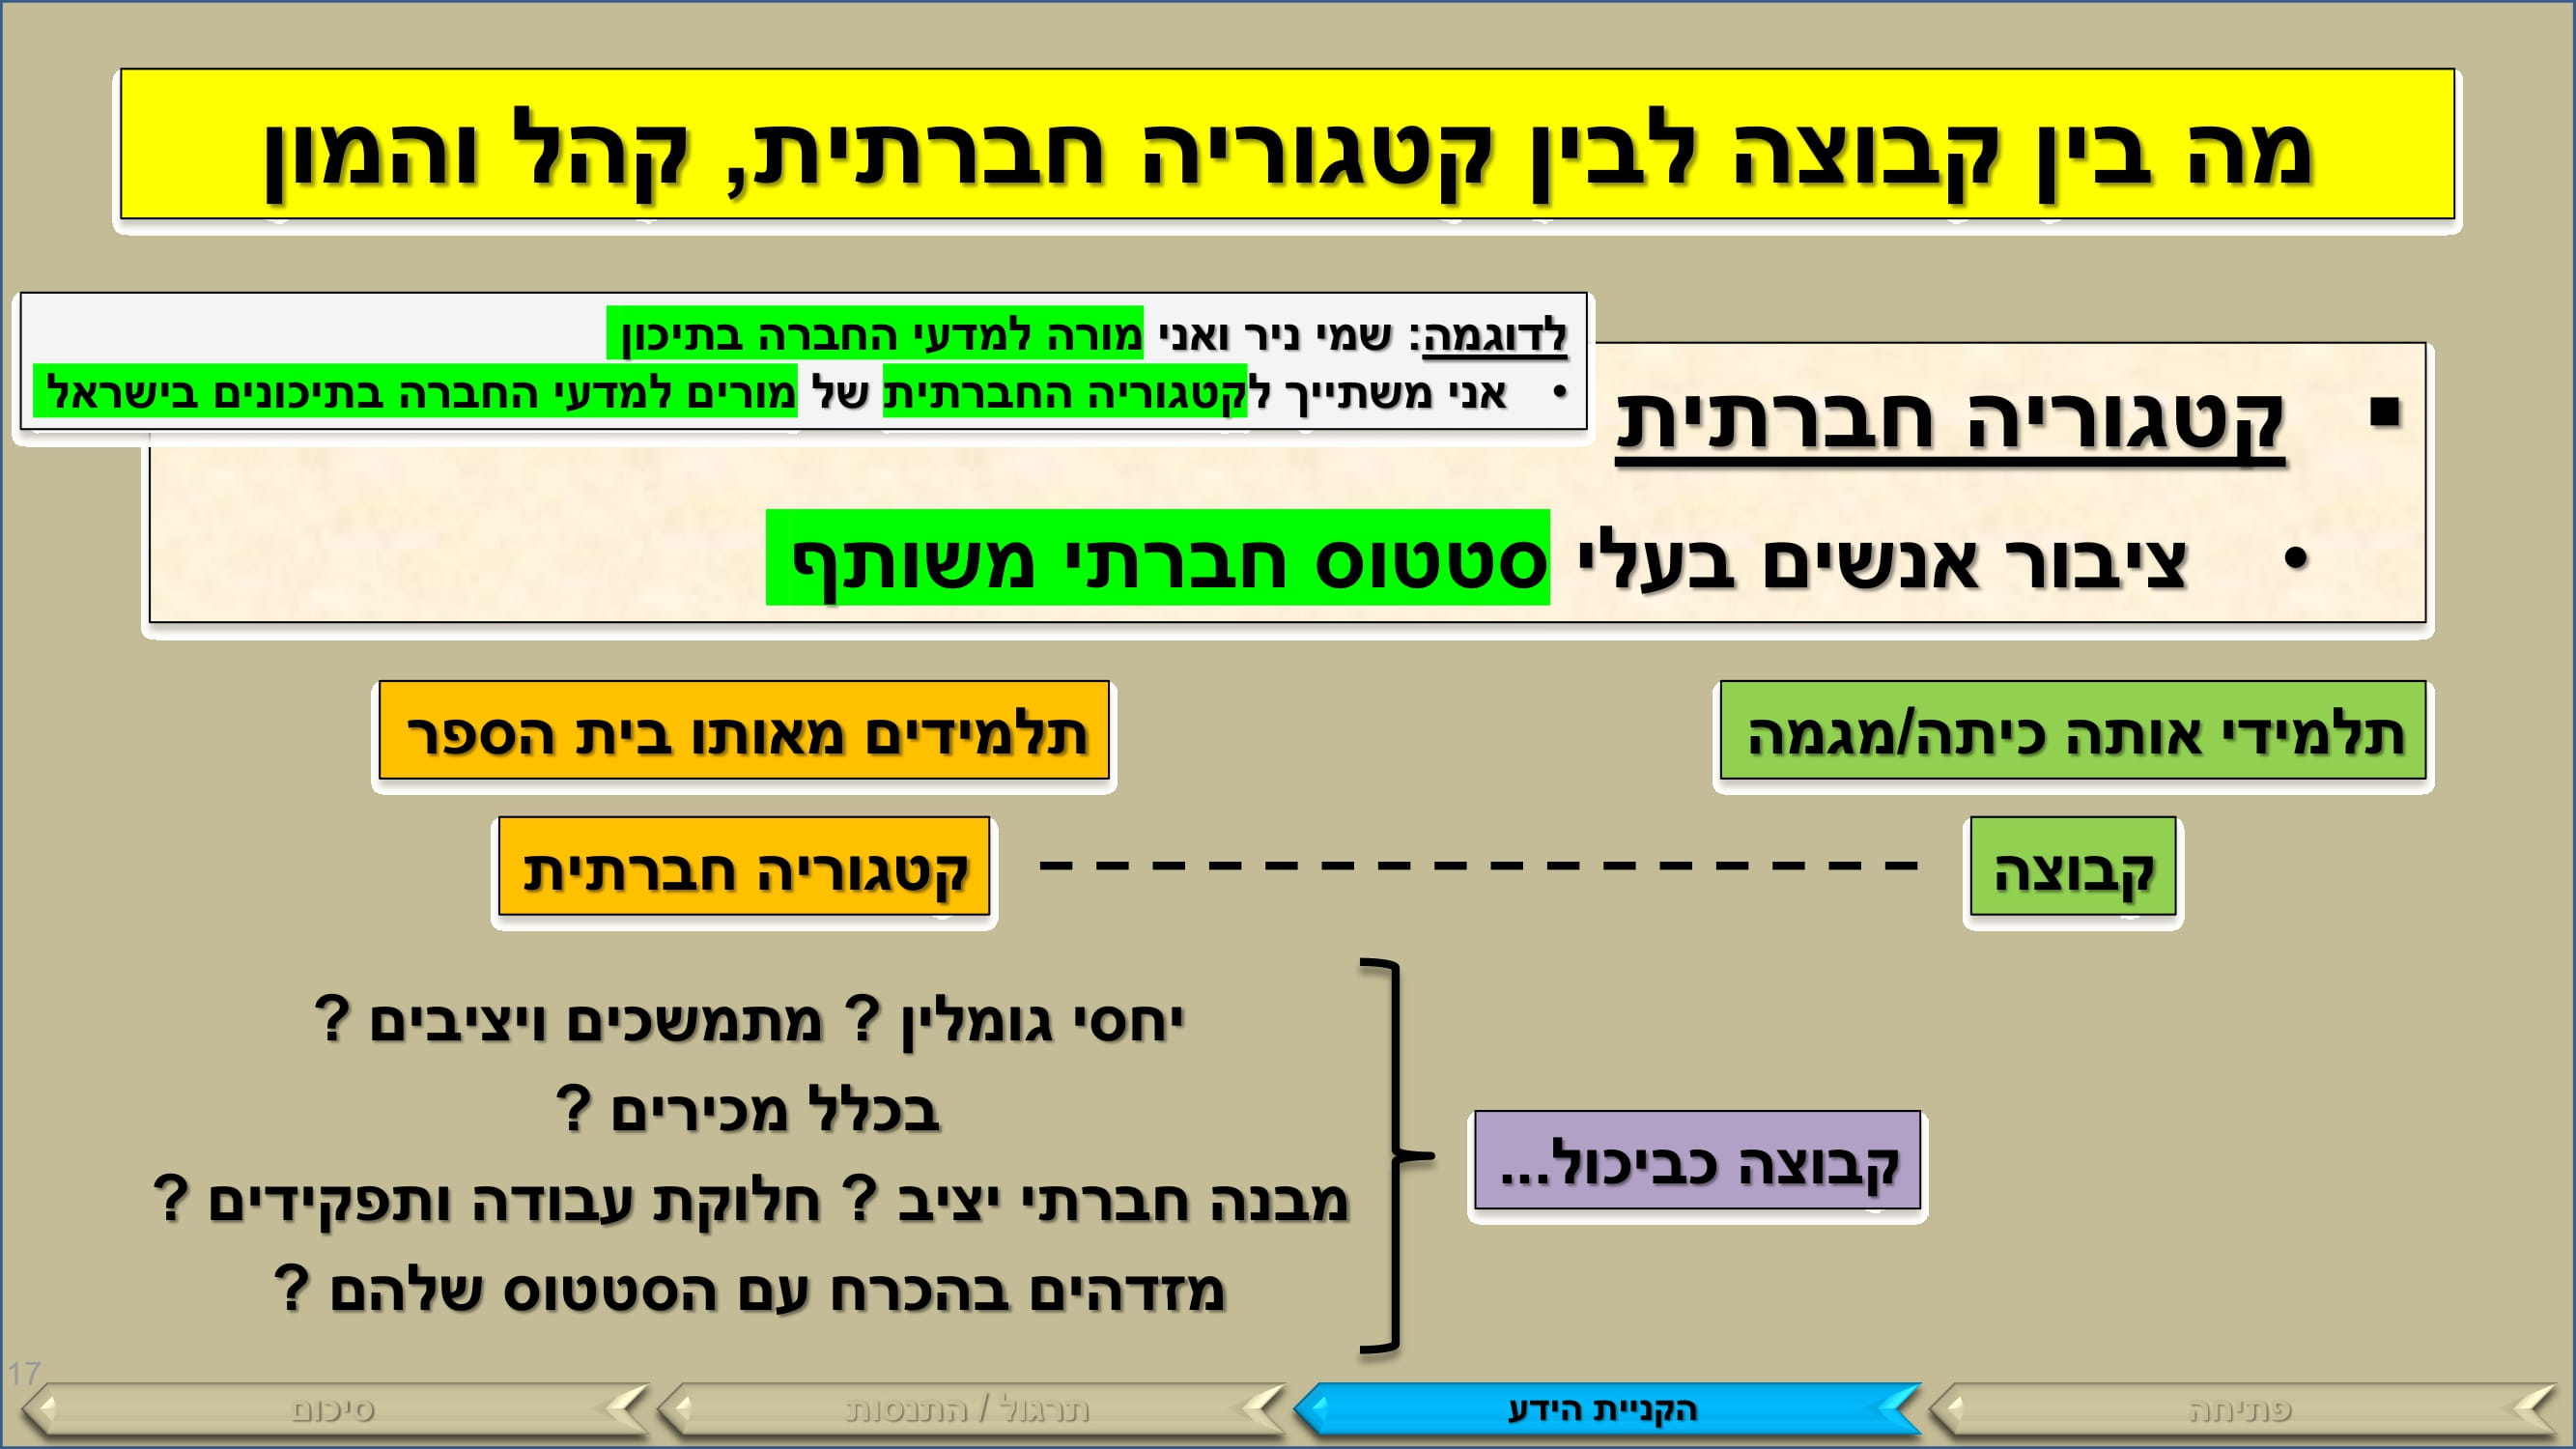 מה בין קבוצה לבין קטגוריה חברתית, קהל והמון
לדוגמה: שמי ניר ואני מורה למדעי החברה בתיכון
• אני משתייך לקטגוריה החברתית של מורים למדעי החברה בתיכונים בישראל
▪ קטגוריה חברתית
• ציבור אנשים בעלי סטטוס חברתי משותף
תלמידי אותה כיתה/מגמה
תלמידים מאותו בית הספר
קבוצה
קטגוריה חברתית
קבוצה כביכול...
יחסי גומלין ? מתמשכים ויציבים ?
בכלל מכירים ?
מבנה חברתי יציב ? חלוקת עבודה ותפקידים ?
מזדהים בהכרח עם הסטטוס שלהם ?
17
פתיחה
הקניית הידע
תרגול / התנסות
סיכום